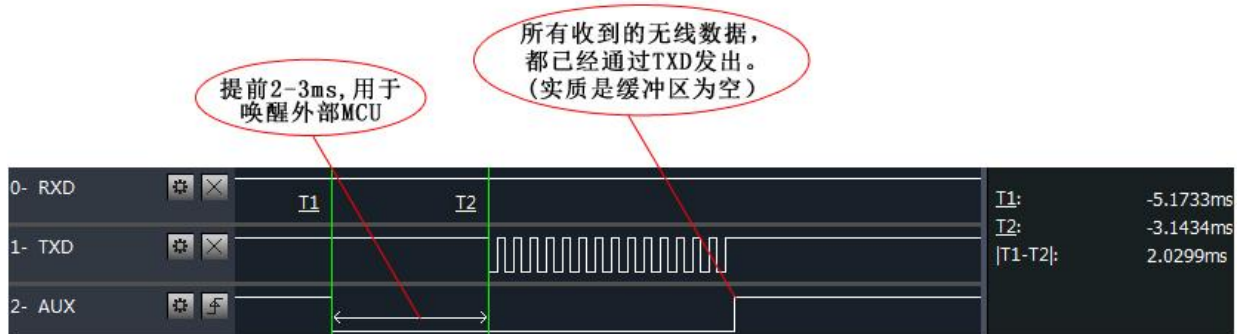 所有收到的无线数据，
都已经通过TXD发出。
(实质是缓冲区为空)
提前2-3ms,用于
唤醒外部MCU
0- RXD
T1
T2
1- TXD
2- AUX
T1: -5.1733ms
T2: -3.1434ms
|T1-T2|: 2.0299ms